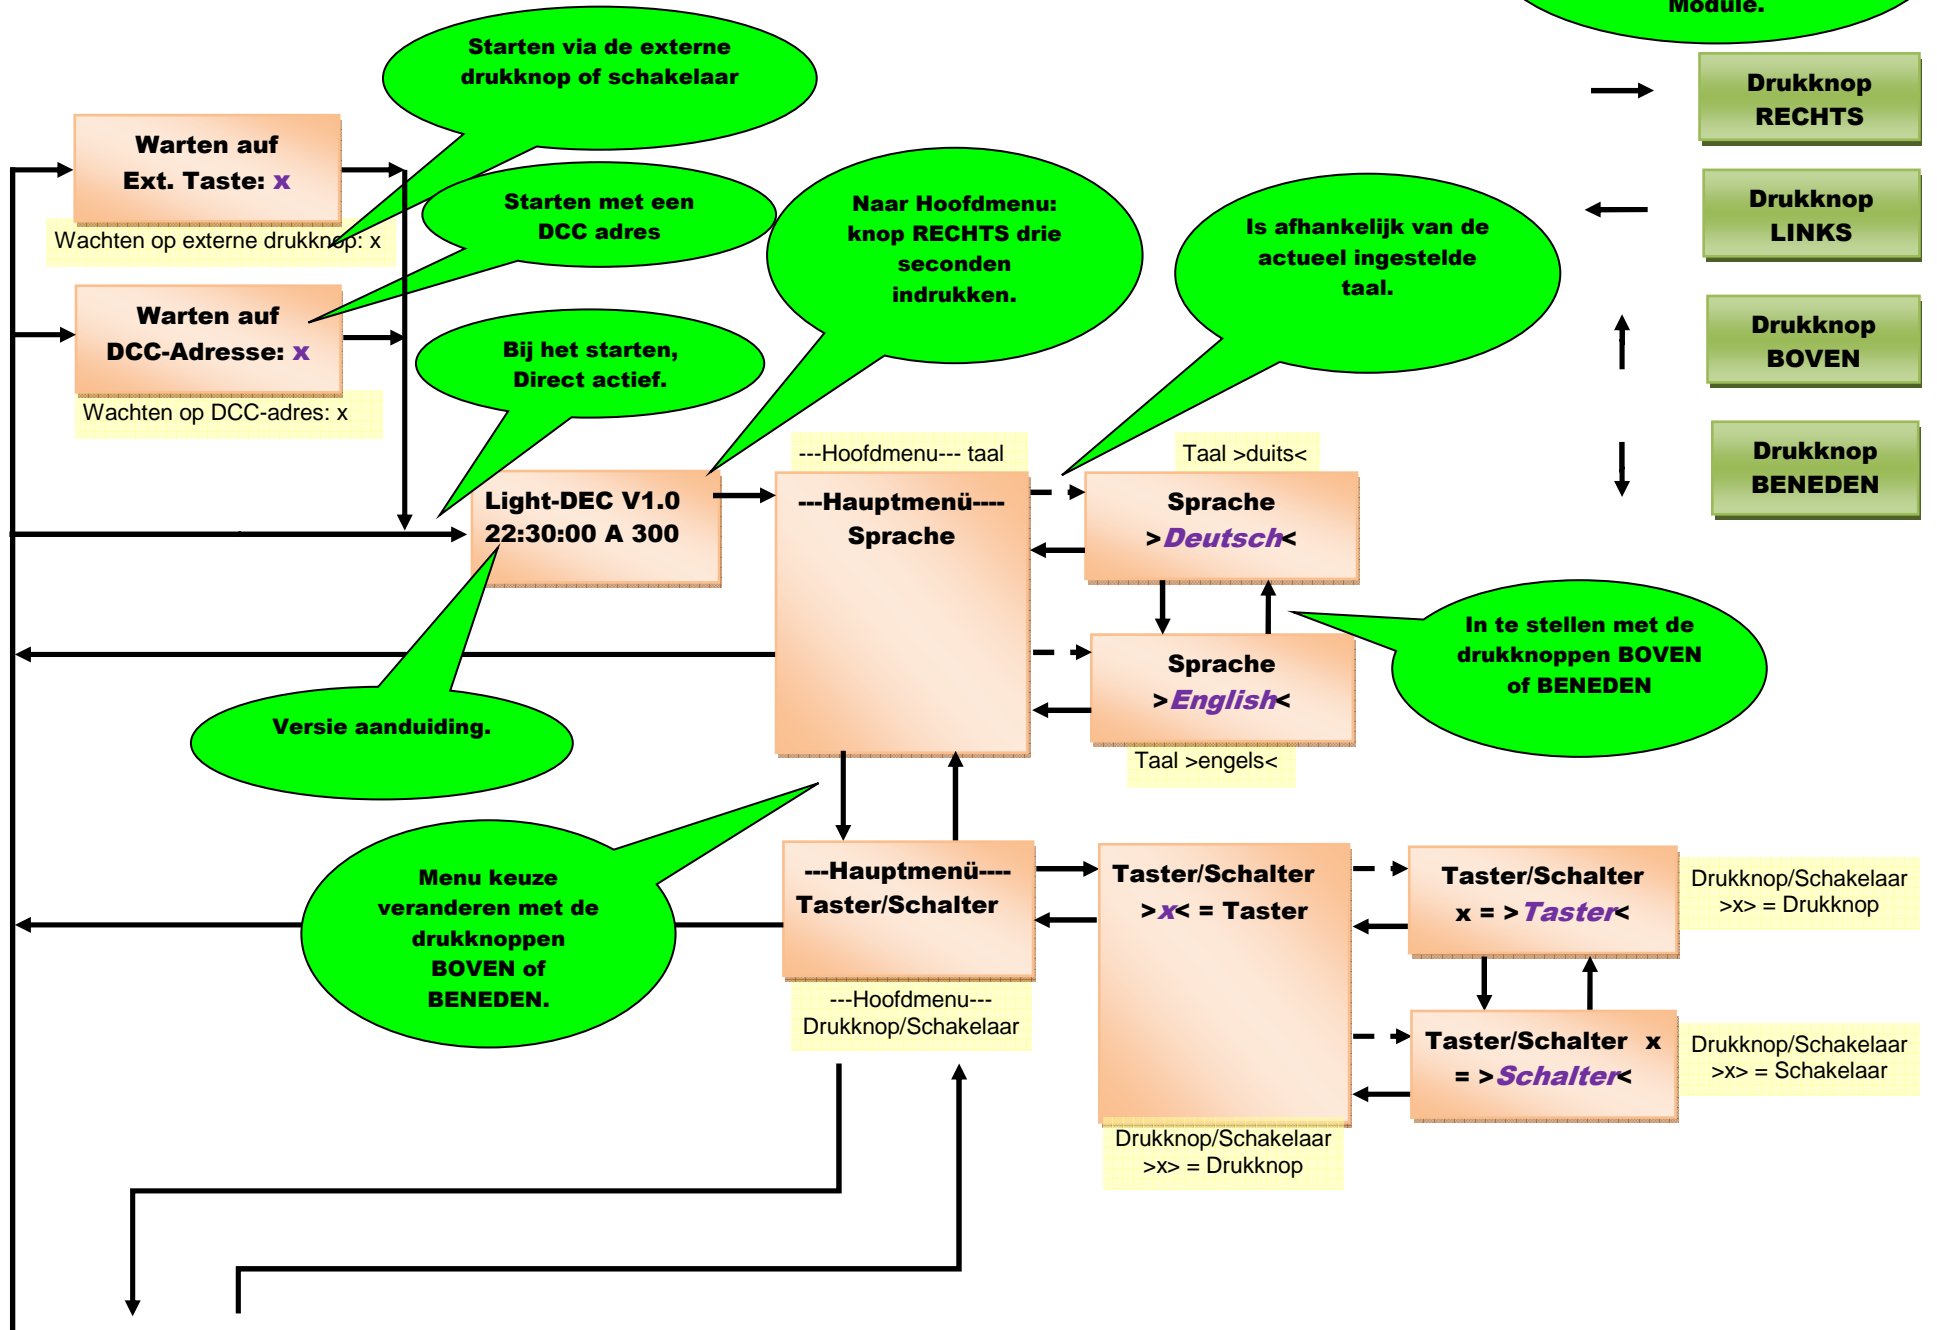 Module.
Starten via de externe
drukknop of schakelaar
Drukknop
RECHTS
Warten auf
Ext. Taste: x
Wachten op externe drukknop: x
Starten met een
DCC adres
Naar Hoofdmenu:
knop RECHTS drie
seconden
indrukken.
Is afhankelijk van de
actueel ingestelde
taal.
Drukknop
LINKS
Warten auf
DCC-Adresse: x
Wachten op DCC-adres: x
Bij het starten,
Direct actief.
Drukknop
BOVEN
Drukknop
BENEDEN
---Hoofdmenu--- taal
Taal >duits<
Light-DEC V1.0
22:30:00 A 300
---Hauptmenü----
Sprache
Sprache
>Deutsch<
Sprache
>English<
Taal >engels<
In te stellen met de
drukknoppen BOVEN
of BENEDEN
Versie aanduiding.
Menu keuze
veranderen met de
drukknoppen
BOVEN of
BENEDEN.
---Hauptmenü----
Taster/Schalter
---Hoofdmenu---
Drukknop/Schakelaar
Taster/Schalter
>x< = Taster
Drukknop/Schakelaar
>x> = Drukknop
Taster/Schalter
x = >Taster<
Drukknop/Schakelaar
>x> = Drukknop
Taster/Schalter x
= >Schalter<
Drukknop/Schakelaar
>x> = Schakelaar